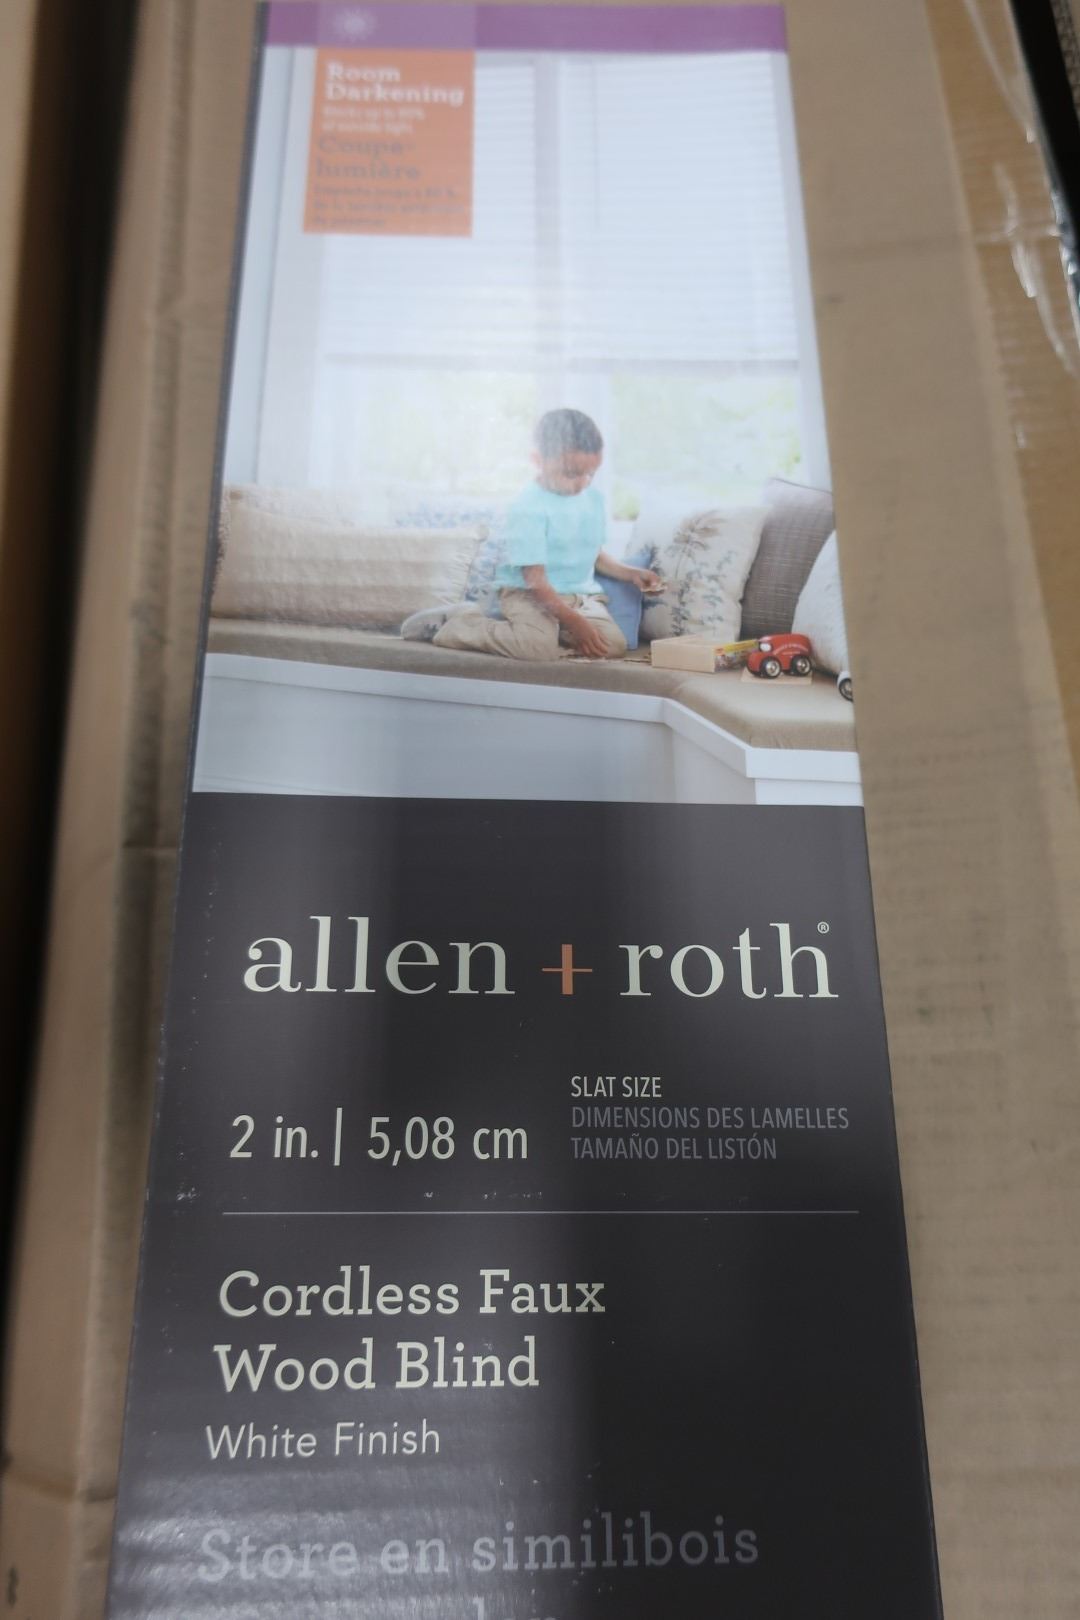 Room
Darkening
Coupe-
lumière
allen + roth®
2 in. | 5,08 cm
SLAT SIZE
DIMENSIONS DES LAMELLES
TAMAÑO DEL LISTÓN
Cordless Faux
Wood Blind
White Finish
Store en similibois